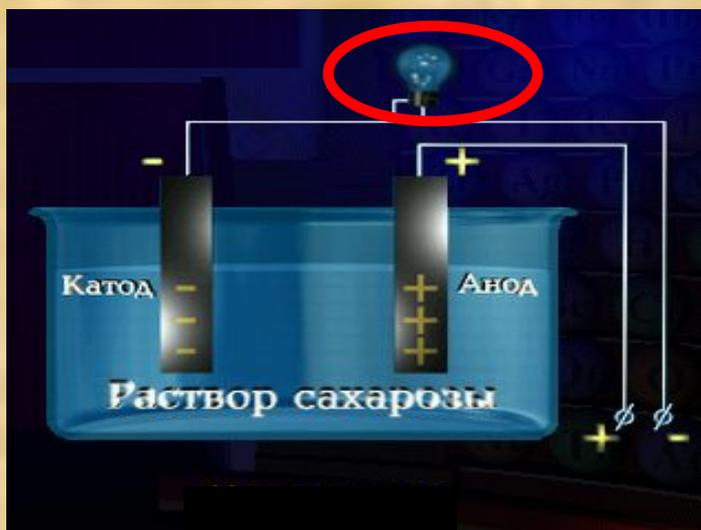 - +
Катод - + Анод
- +
- +
Раствор сахарозы
+ -